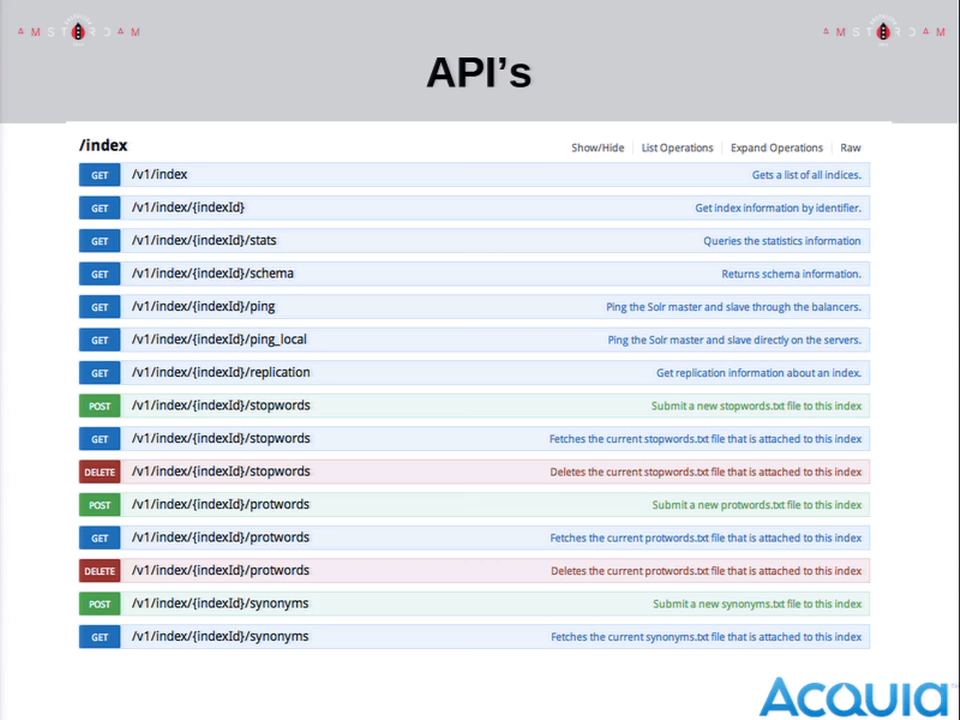 AMSTERDAM
AMSTERDAM
API's
/index
Show/Hide List Operations Expand Operations Raw
GET /v1/index Gets a list of all indices.
GET /v1/index/{indexId} Get index information by identifier.
GET /v1/index/{indexId}/stats Queries the statistics information
GET /v1/index/{indexId}/schema Returns schema information.
GET /v1/index/{indexId}/ping Ping the Solr master and slave through the balancers.
GET /v1/index/{indexId}/ping_local Ping the Solr master and slave directly on the servers.
GET /v1/index/{indexId}/replication Get replication information about an index.
POST /v1/index/{indexId}/stopwords Submit a new stopwords.txt file to this index
GET /v1/index/{indexId}/stopwords Fetches the current stopwords.txt file that is attached to this index
DELETE /v1/index/{indexId}/stopwords Deletes the current stopwords.txt file that is attached to this index
POST /v1/index/{indexId}/protwords Submit a new protwords.txt file to this index
GET /v1/index/{indexId}/protwords Fetches the current protwords.txt file that is attached to this index
DELETE /v1/index/{indexId}/protwords Deletes the current protwords.txt file that is attached to this index
POST /v1/index/{indexId}/synonyms Submit a new synonyms.txt file to this index
GET /v1/index/{indexId}/synonyms Fetches the current synonyms.txt file that is attached to this index
Acquia